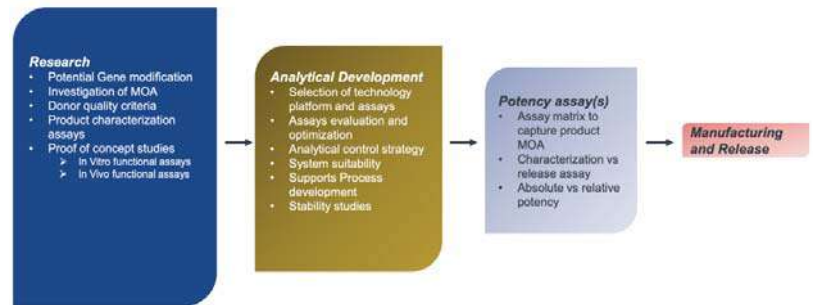 Research
• Potential Gene modification
• Investigation of MOA
• Donor quality criteria
• Product characterization
assays
• Proof of concept studies
➢ In Vitro functional assays
➢ In Vivo functional assays
Analytical Development
• Selection of technology
platform and assays
• Assays evaluation and
optimization
• Analytical control strategy
• System suitability
• Supports Process
development
• Stability studies
Potency assay(s)
• Assay matrix to
capture product
MOA
• Characterization vs
release assay
• Absolute vs relative
potency
Manufacturing
and Release